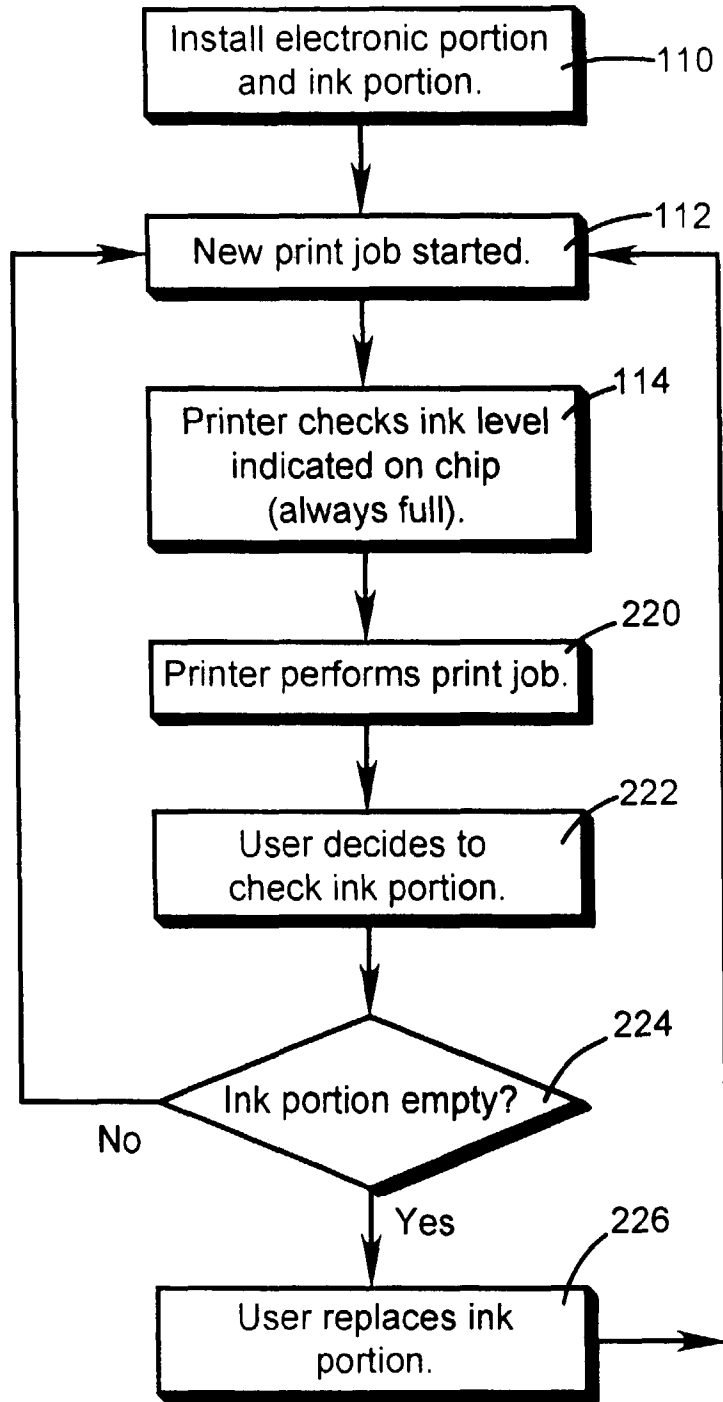 Install electronic portion
and ink portion.
110
New print job started.
112
Printer checks ink level
indicated on chip
(always full).
114
Printer performs print job.
220
User decides to
check ink portion.
222
Ink portion empty?
224
No
Yes
User replaces ink
portion.
226